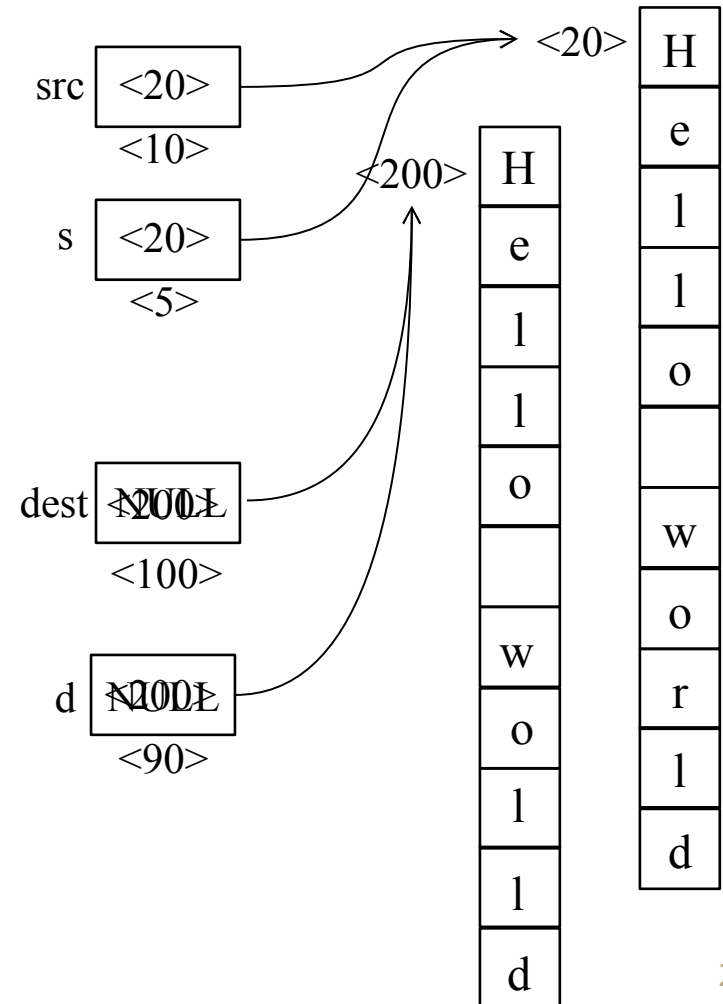 src <20>
<10>
s <20>
<5>
dest NULL <200>
<100>
d NULL <200>
<90>
<200>
H
e
l
l
o
w
o
l
l
d
<20>
H
e
l
l
o
w
o
r
l
d